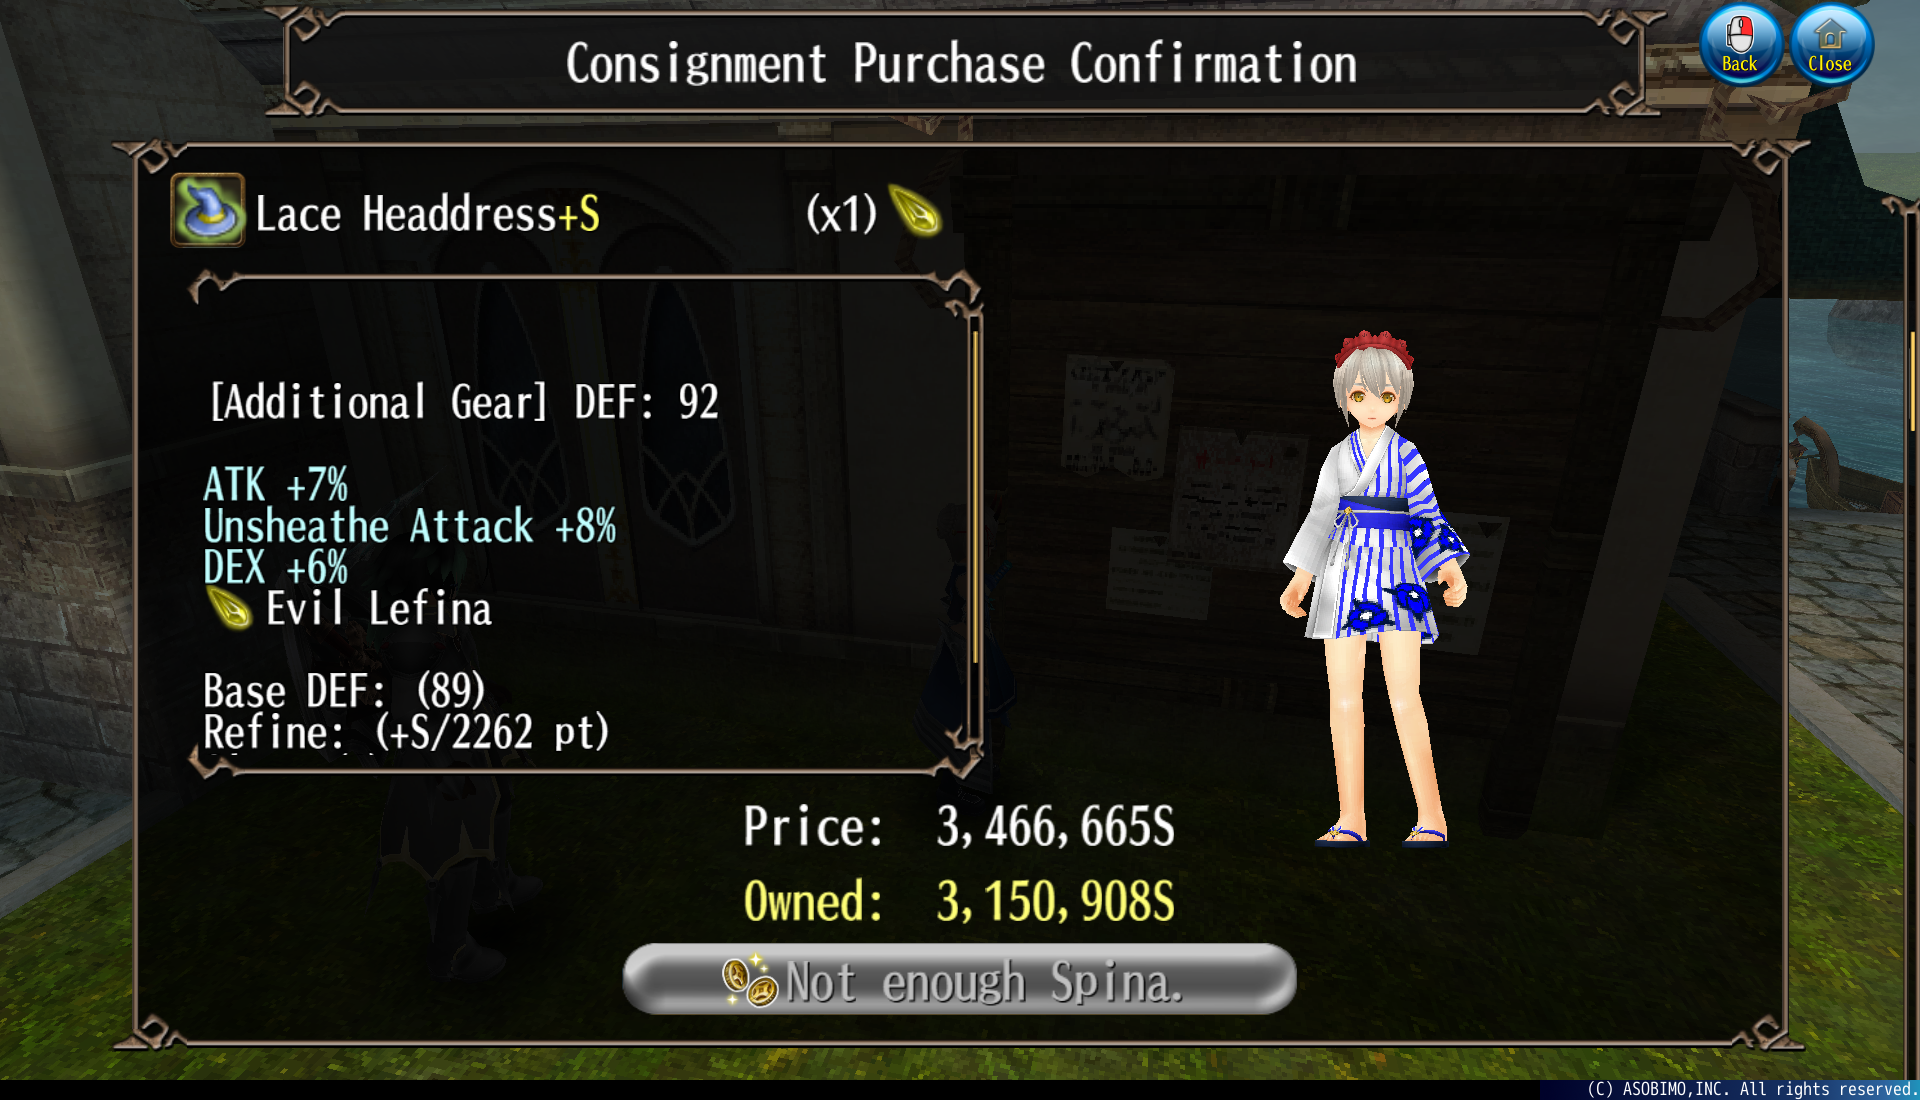 Consignment Purchase Confirmation
Back
Close
Lace Headdress+S
(x1)
[Additional Gear] DEF: 92
ATK +7%
Unsheathe Attack +8%
DEX +6%
Evil Lefina
Base DEF: (89)
Refine: (+S/2262 pt)
Price: 3,466,665S
Owned: 3,150,908S
Not enough Spina.
(C) ASOBIMO,INC. All rights reserved.